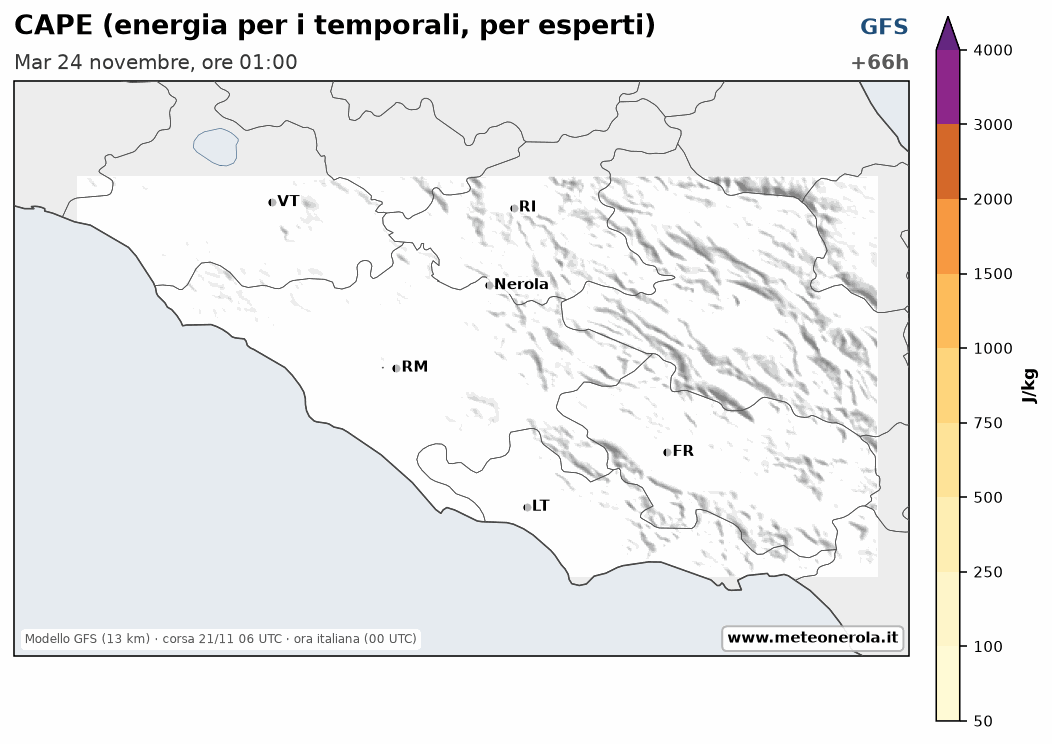 CAPE (energia per i temporali, per esperti)
GFS
Mar 24 novembre, ore 01:00
+66h
4000
3000
2000
1500
1000
750
500
250
100
50
J/kg
VT
RI
Nerola
RM
FR
LT
Modello GFS (13 km) · corsa 21/11 06 UTC · ora italiana (00 UTC)
www.meteonerola.it